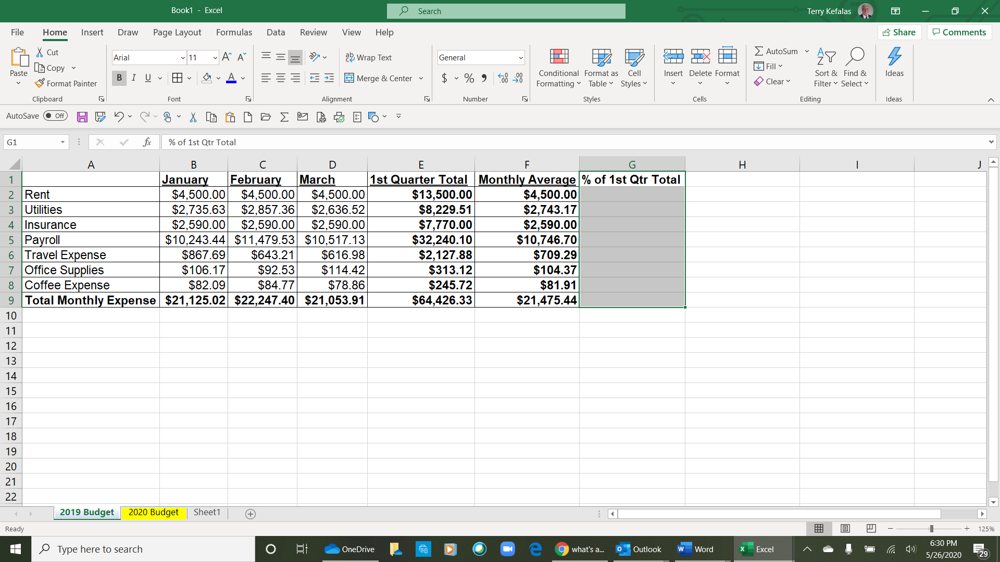 Book1 - Excel
Search
Terry Kefalas
File Home Insert Draw Page Layout Formulas Data Review View Help
Share Comments
Paste
Cut
Copy
Format Painter
Clipboard
Arial 11
B I U
Font
Wrap Text
Merge & Center
Alignment
General
$ % 9
Number
Conditional Formatting
Format as Table
Cell Styles
Styles
Insert
Delete
Format
Cells
AutoSum
Fill
Clear
Sort & Filter
Find & Select
Editing
Ideas
Ideas
AutoSave Off
G1 fx % of 1st Qtr Total
A B C D E F G H I J
1 January February March 1st Quarter Total Monthly Average % of 1st Qtr Total
2 Rent $4,500.00 $4,500.00 $4,500.00 $13,500.00 $4,500.00
3 Utilities $2,735.63 $2,857.36 $2,636.52 $8,229.51 $2,743.17
4 Insurance $2,590.00 $2,590.00 $2,590.00 $7,770.00 $2,590.00
5 Payroll $10,243.44 $11,479.53 $10,517.13 $32,240.10 $10,746.70
6 Travel Expense $867.69 $643.21 $616.98 $2,127.88 $709.29
7 Office Supplies $106.17 $92.53 $114.42 $313.12 $104.37
8 Coffee Expense $82.09 $84.77 $78.86 $245.72 $81.91
9 Total Monthly Expense $21,125.02 $22,247.40 $21,053.91 $64,426.33 $21,475.44
10
11
12
13
14
15
16
17
18
19
20
21
22
2019 Budget 2020 Budget Sheet1
Ready
125%
Type here to search
OneDrive
what's a...
Outlook
Word
Excel
6:30 PM
5/26/2020
29